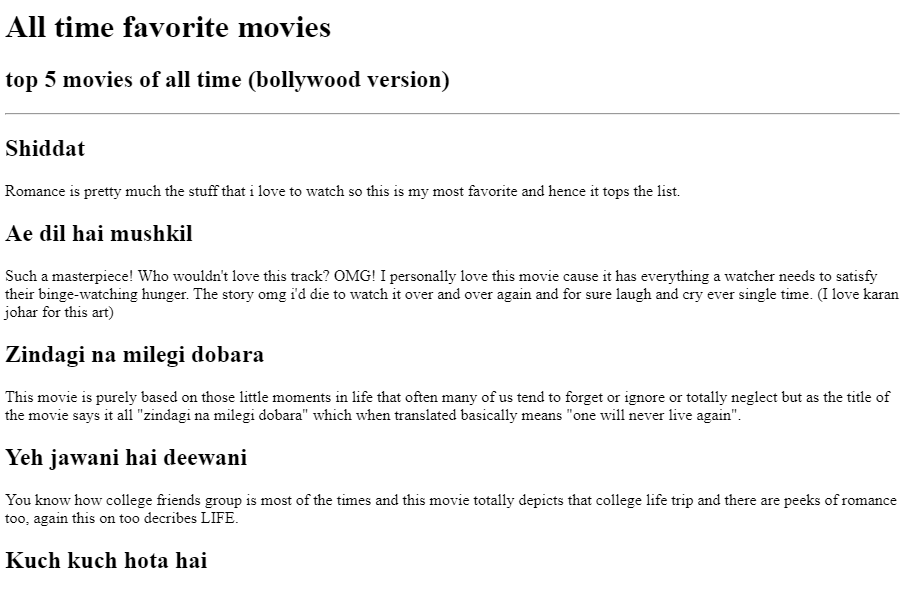 All time favorite movies
top 5 movies of all time (bollywood version)
Shiddat
Romance is pretty much the stuff that i love to watch so this is my most favorite and hence it tops the list.
Ae dil hai mushkil
Such a masterpiece! Who wouldn't love this track? OMG! I personally love this movie cause it has everything a watcher needs to satisfy
their binge-watching hunger. The story omg i'd die to watch it over and over again and for sure laugh and cry ever single time. (I love karan
johar for this art)
Zindagi na milegi dobara
This movie is purely based on those little moments in life that often many of us tend to forget or ignore or totally neglect but as the title of
the movie says it all "zindagi na milegi dobara" which when translated basically means "one will never live again".
Yeh jawani hai deewani
You know how college friends group is most of the times and this movie totally depicts that college life trip and there are peeks of romance
too, again this on too decribes LIFE.
Kuch kuch hota hai